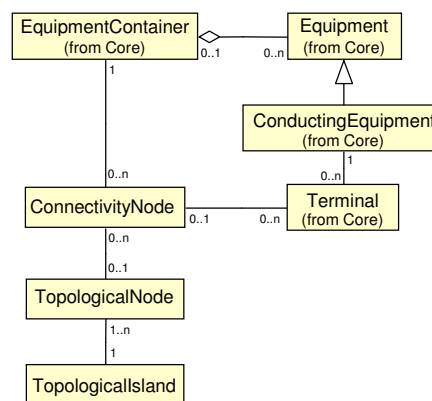 EquipmentContainer
(from Core)
Equipment
(from Core)
0..1
0..n
1
ConductingEquipment
(from Core)
1
0..n
0..n
ConnectivityNode
Terminal
(from Core)
0..1
0..n
0..n
0..1
TopologicalNode
1..n
1
TopologicalIsland